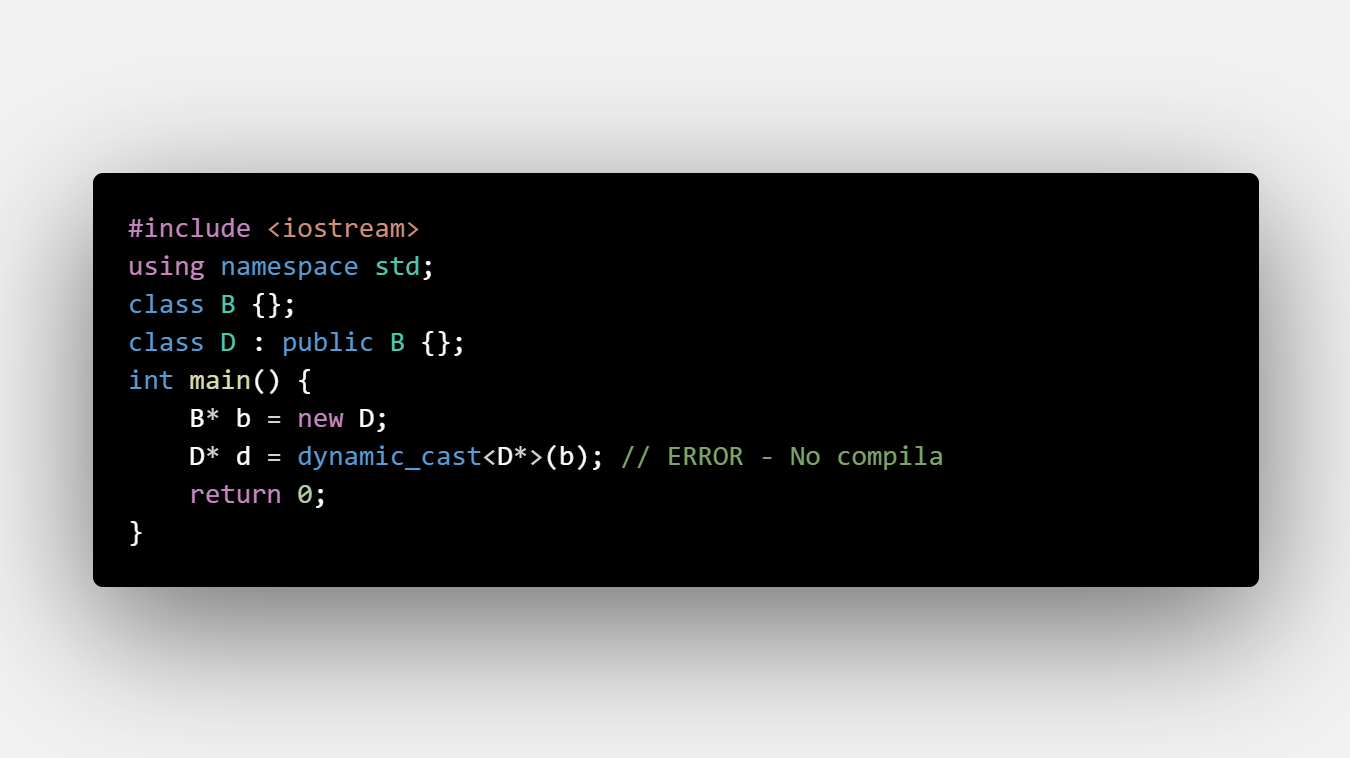 #include <iostream>
using namespace std;
class B {};
class D : public B {};
int main() {
    B* b = new D;
    D* d = dynamic_cast<D*>(b); // ERROR - No compila
    return 0;
}